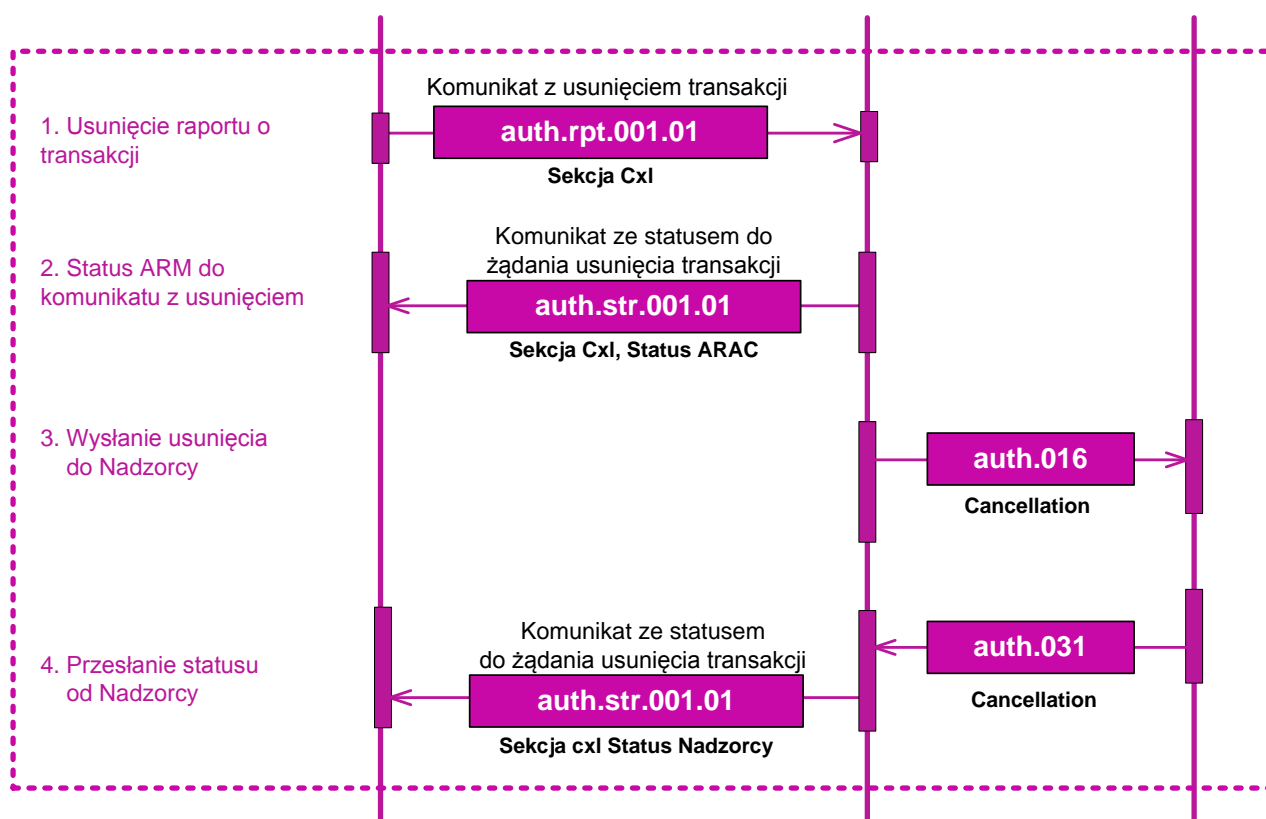 Komunikat z usunięciem transakcji
1. Usunięcie raportu o
transakcji
auth.rpt.001.01
Sekcja Cxl
Komunikat ze statusem do
żądania usunięcia transakcji
2. Status ARM do
komunikatu z usunięciem
auth.str.001.01
Sekcja Cxl, Status ARAC
3. Wysłanie usunięcia
do Nadzorcy
auth.016
Cancellation
Komunikat ze statusem
do żądania usunięcia transakcji
auth.031
Cancellation
4. Przesłanie statusu
od Nadzorcy
auth.str.001.01
Sekcja cxl Status Nadzorcy